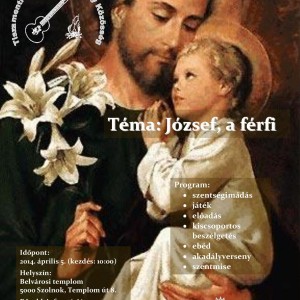 Közösség
Téma: József, a férfi
Program:
szentségimádás
játék
előadás
kiscsoportos
beszélgetés
ebéd
akadályverseny
szentmise
Időpont:
2014. április 5. (kezdés: 10:00)
Helyszín:
Belvárosi templom
5000 Szolnok, Templom út 8.